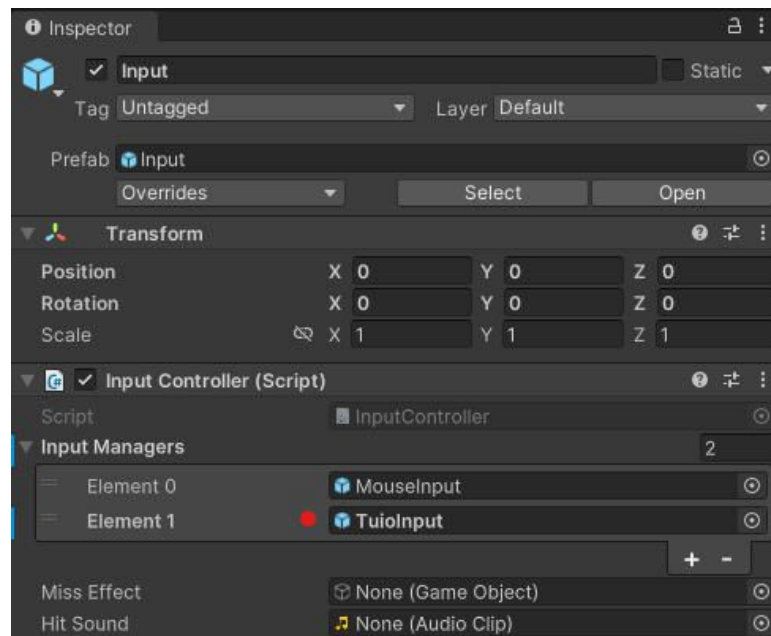 Inspector
Input Static
Tag Untagged Layer Default
Prefab Input
Overrides Select Open
Transform
Position X 0 Y 0 Z 0
Rotation X 0 Y 0 Z 0
Scale X 1 Y 1 Z 1
Input Controller (Script)
Script InputController
Input Managers 2
Element 0 MouseInput
Element 1 TuioInput
+ -
Miss Effect None (Game Object)
Hit Sound None (Audio Clip)